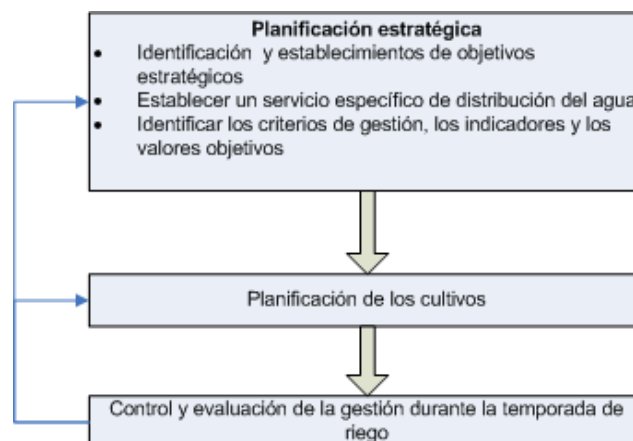 Planificación estratégica
• Identificación y establecimientos de objetivos
estratégicos
• Establecer un servicio específico de distribución del agua
• Identificar los criterios de gestión, los indicadores y los
valores objetivos
Planificación de los cultivos
Control y evaluación de la gestión durante la temporada de
riego